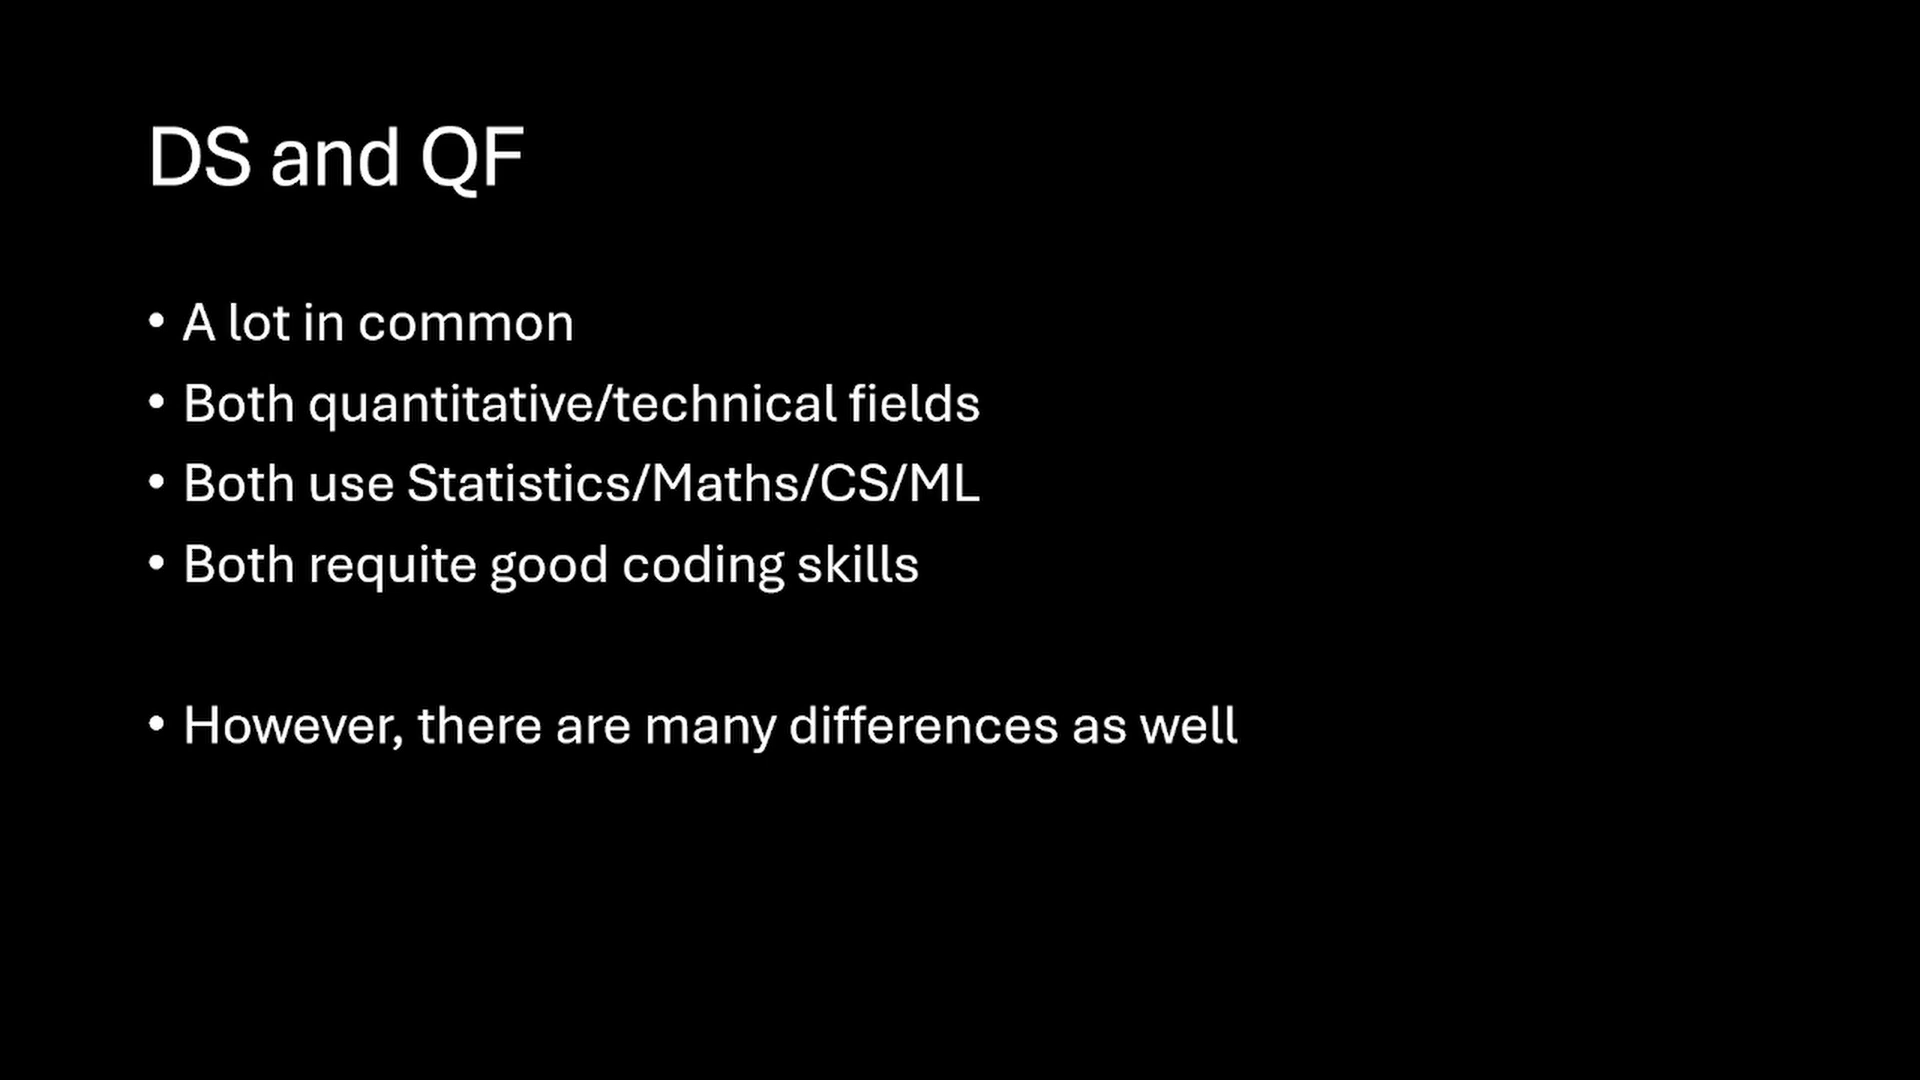 DS and QF
• A lot in common
• Both quantitative/technical fields
• Both use Statistics/Maths/CS/ML
• Both requite good coding skills
• However, there are many differences as well